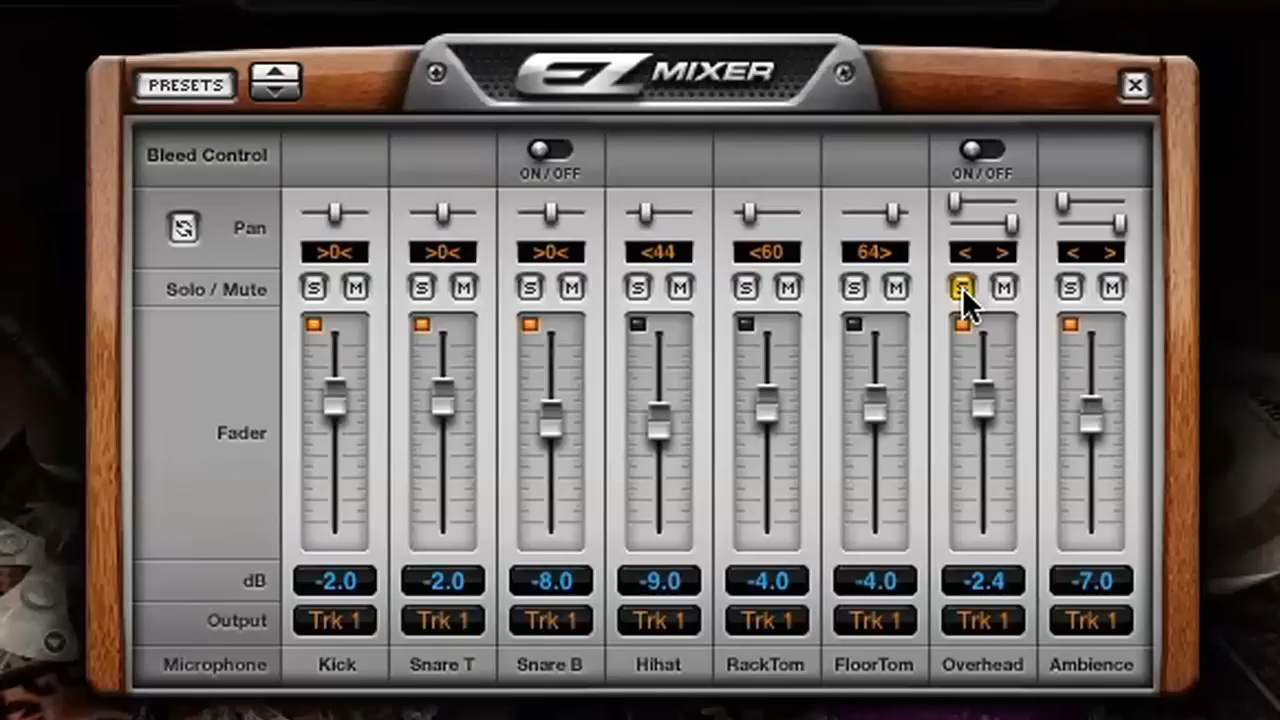 EZ MIXER
PRESETS
Bleed Control
ON / OFF ON / OFF
Pan
>0< >0< >0< <44 <60 64> < > < >
Solo / Mute S M S M S M S M S M S M S M S M
Fader
dB -2.0 -2.0 -8.0 -9.0 -4.0 -4.0 -2.4 -7.0
Output Trk 1 Trk 1 Trk 1 Trk 1 Trk 1 Trk 1 Trk 1 Trk 1
Microphone Kick Snare T Snare B Hihat RackTom FloorTom Overhead Ambience